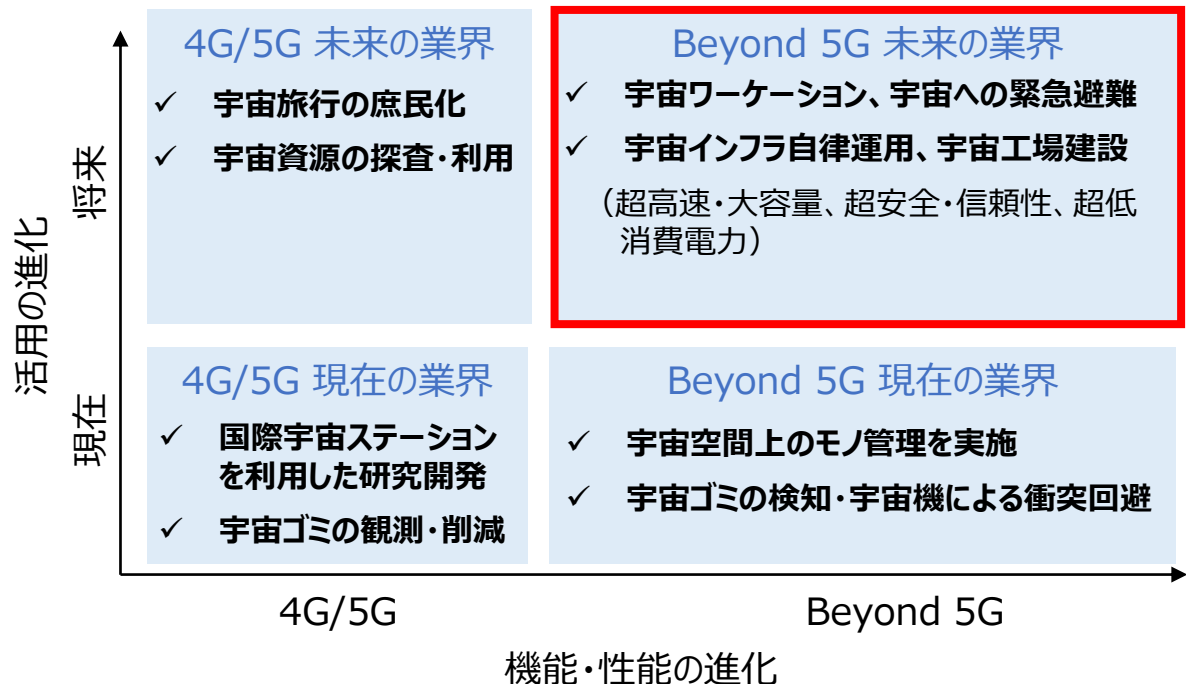 4G/5G 未来の業界
✓ 宇宙旅行の庶民化
✓ 宇宙資源の探査・利用
Beyond 5G 未来の業界
✓ 宇宙ワーケーション、宇宙への緊急避難
✓ 宇宙インフラ自律運用、宇宙工場建設
（超高速・大容量、超安全・信頼性、超低
消費電力）
活用の進化
将来
現在
4G/5G 現在の業界
✓ 国際宇宙ステーション
を利用した研究開発
✓ 宇宙ゴミの観測・削減
Beyond 5G 現在の業界
✓ 宇宙空間上のモノ管理を実施
✓ 宇宙ゴミの検知・宇宙機による衝突回避
4G/5G
Beyond 5G
機能・性能の進化